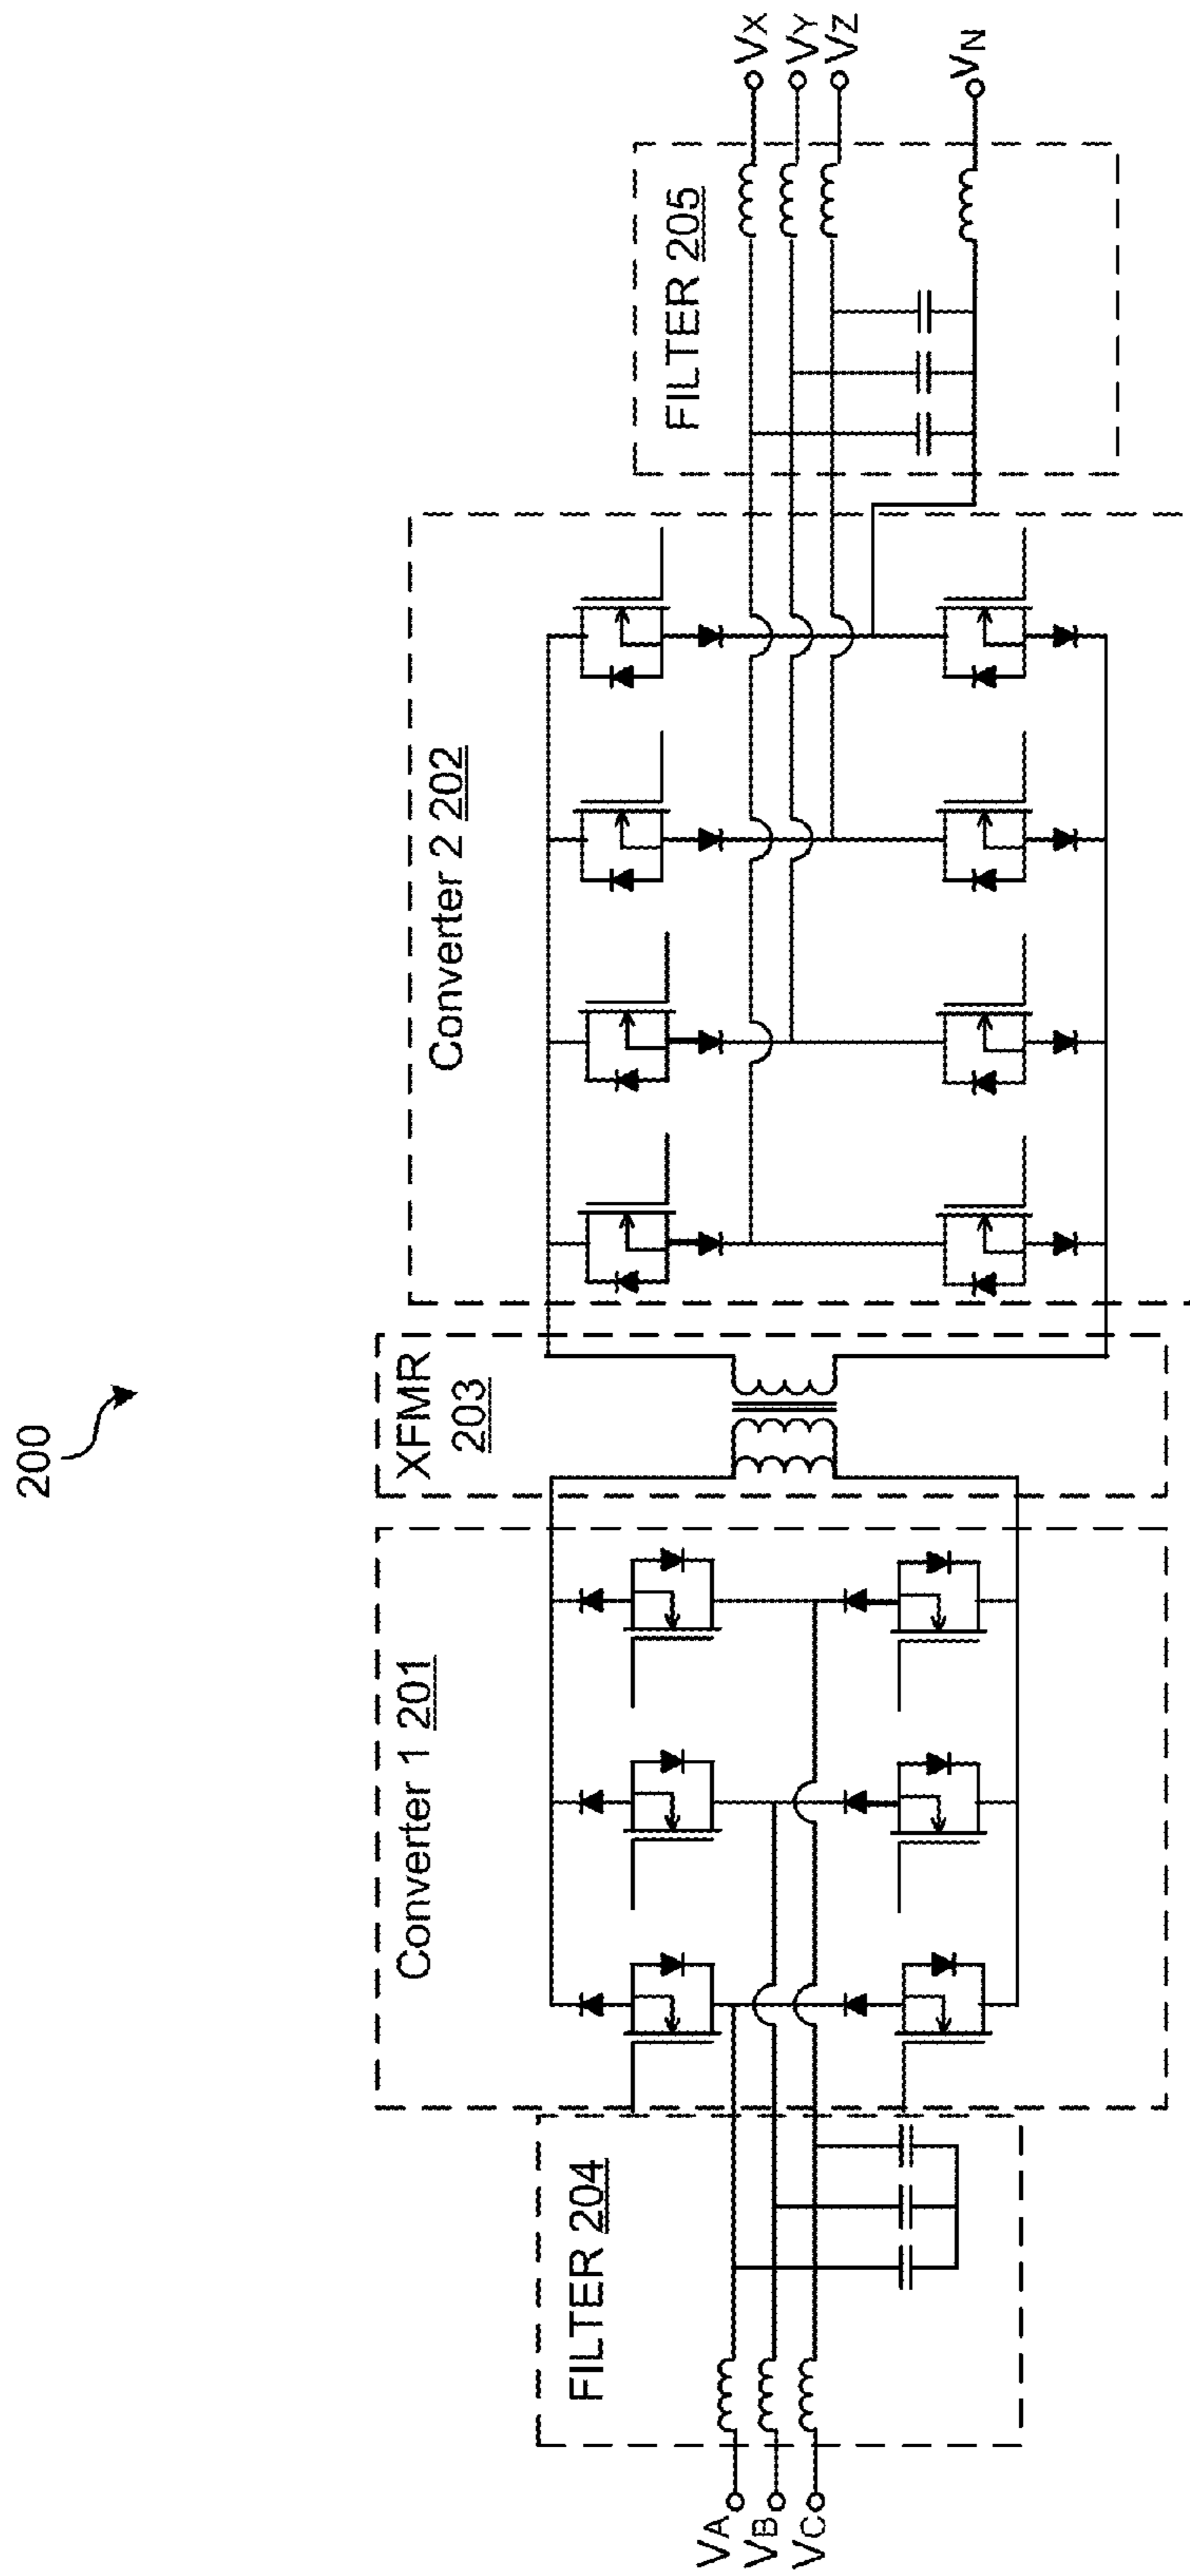 200
FILTER 204
VA
VB
VC
Converter 1 201
XFMR
203
Converter 2 202
FILTER 205
VX
VY
VZ
VN